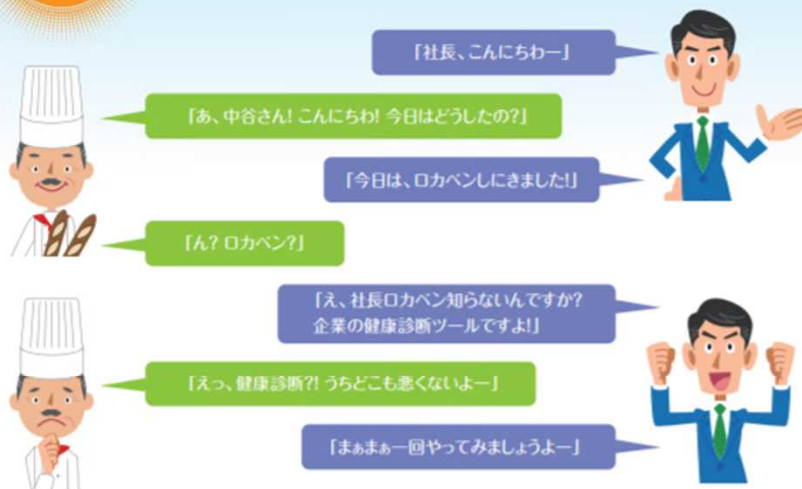 「社長、こんにちわー」
「あ、中谷さん! こんにちわ! 今日はどうしたの?」
「今日は、ロカベンしにきました!」
「ん? ロカベン?」
「え、社長ロカベン知らないんですか?
企業の健康診断ツールですよ!」
「えっ、健康診断?! うちどこも悪くないよー」
「まぁまぁ一回やってみましょうよー」